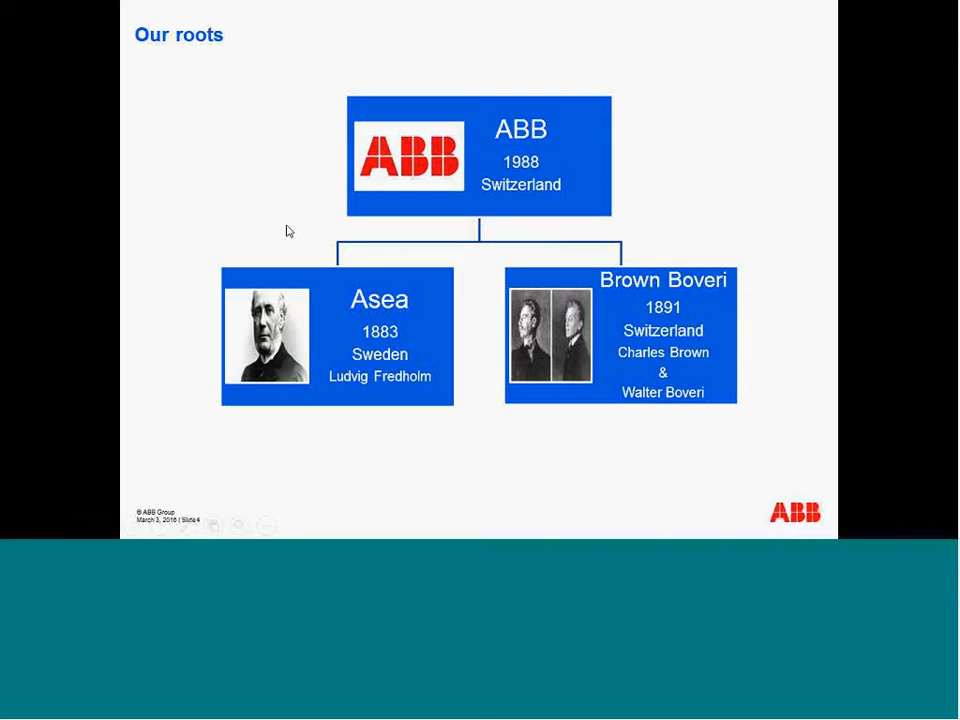 Our roots
ABB
ABB
1988
Switzerland
Asea
1883
Sweden
Ludvig Fredholm
Brown Boveri
1891
Switzerland
Charles Brown
&
Walter Boveri
© ABB Group
March 3, 2016 | Slide 4
ABB